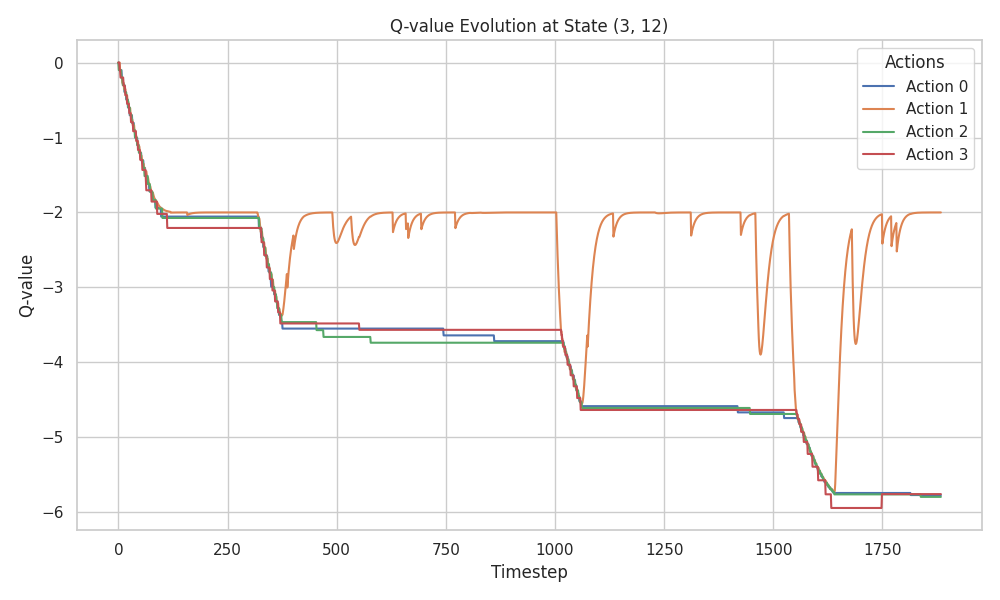 Q-value Evolution at State (3, 12)
Actions
Action 0
Action 1
Action 2
Action 3
Q-value
0
−1
−2
−3
−4
−5
−6
0 250 500 750 1000 1250 1500 1750
Timestep